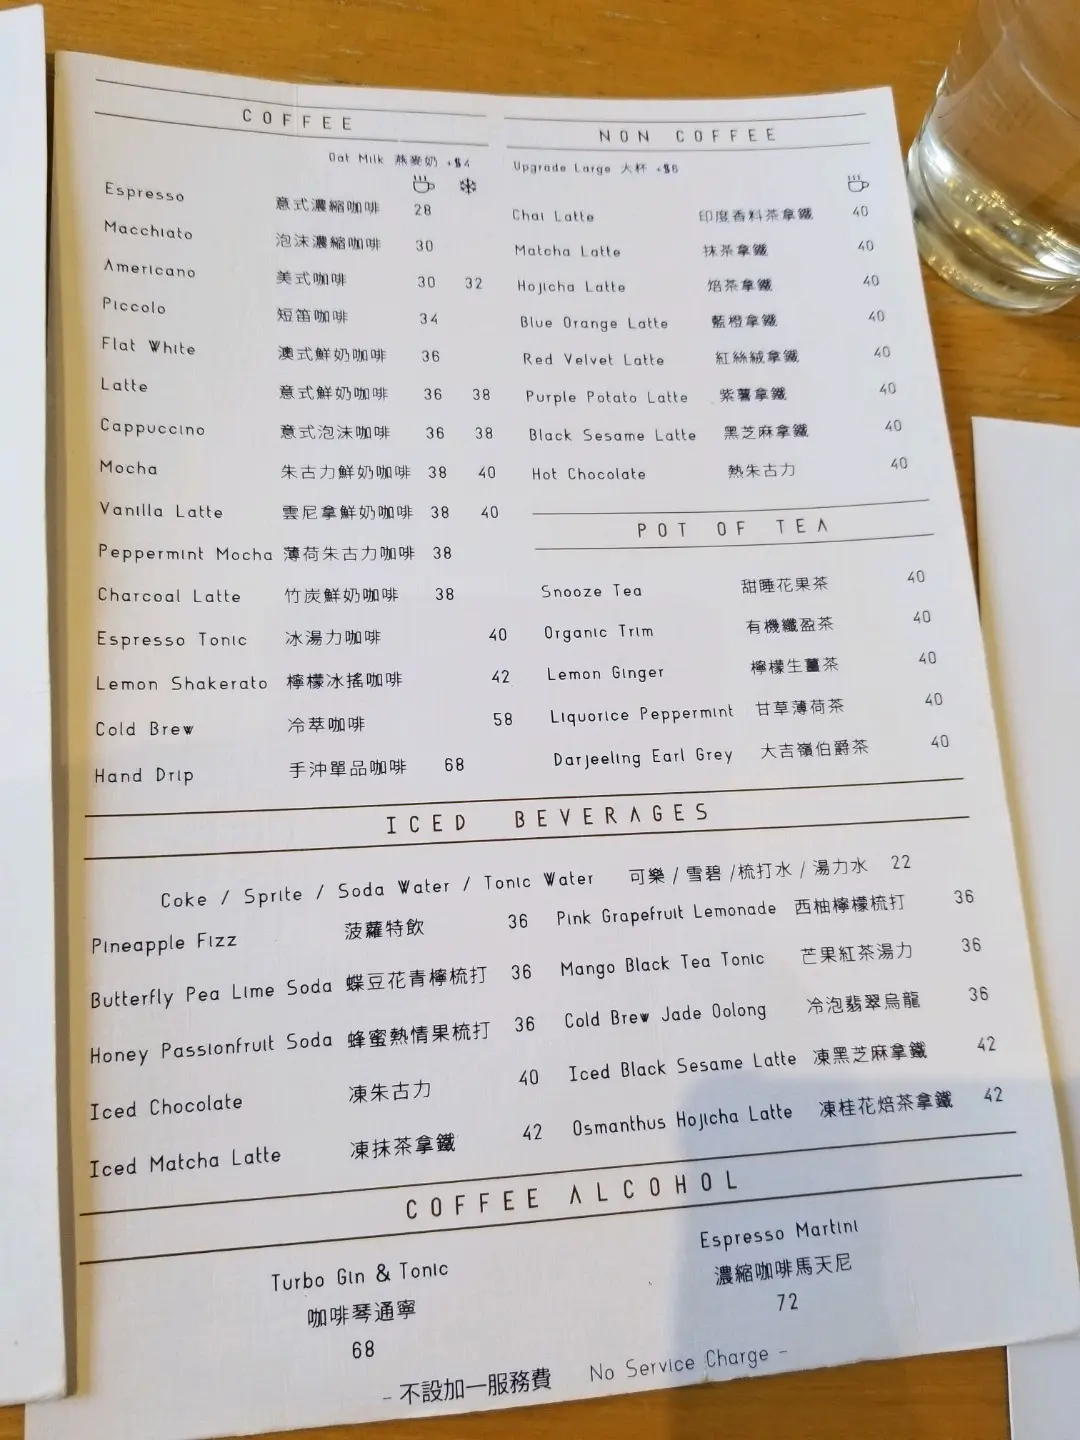 COFFEE
Oat Milk 燕麥奶 +$4
Espresso 意式濃縮咖啡 28
Macchiato 泡沫濃縮咖啡 30
Americano 美式咖啡 30 32
Piccolo 短笛咖啡 34
Flat White 澳式鮮奶咖啡 36
Latte 意式鮮奶咖啡 36 38
Cappuccino 意式泡沫咖啡 36 38
Mocha 朱古力鮮奶咖啡 38 40
Vanilla Latte 雲尼拿鮮奶咖啡 38 40
Peppermint Mocha 薄荷朱古力咖啡 38
Charcoal Latte 竹炭鮮奶咖啡 38
Espresso Tonic 冰湯力咖啡 40
Lemon Shakerato 檸檬冰搖咖啡 42
Cold Brew 冷萃咖啡 58
Hand Drip 手沖單品咖啡 68
NON COFFEE
Upgrade Large 大杯 +$6
Chai Latte 印度香料茶拿鐵 40
Matcha Latte 抹茶拿鐵 40
Hojicha Latte 焙茶拿鐵 40
Blue Orange Latte 藍橙拿鐵 40
Red Velvet Latte 紅絲絨拿鐵 40
Purple Potato Latte 紫薯拿鐵 40
Black Sesame Latte 黑芝麻拿鐵 40
Hot Chocolate 熱朱古力 40
POT OF TEA
Snooze Tea 甜睡花果茶 40
Organic Trim 有機纖盈茶 40
Lemon Ginger 檸檬生薑茶 40
Liquorice Peppermint 甘草薄荷茶 40
Darjeeling Earl Grey 大吉嶺伯爵茶 40
ICED BEVERAGES
Coke / Sprite / Soda Water / Tonic Water 可樂 / 雪碧 /梳打水 / 湯力水 22
Pineapple Fizz 菠蘿特飲 36
Butterfly Pea Lime Soda 蝶豆花青檸梳打 36
Honey Passionfruit Soda 蜂蜜熱情果梳打 36
Iced Chocolate 凍朱古力 40
Iced Matcha Latte 凍抹茶拿鐵 42
Pink Grapefruit Lemonade 西柚檸檬梳打 36
Mango Black Tea Tonic 芒果紅茶湯力 36
Cold Brew Jade Oolong 冷泡翡翠烏龍 36
Iced Black Sesame Latte 凍黑芝麻拿鐵 42
Osmanthus Hojicha Latte 凍桂花焙茶拿鐵 42
COFFEE ALCOHOL
Turbo Gin & Tonic
咖啡琴通寧
68
Espresso Martini
濃縮咖啡馬天尼
72
- 不設加一服務費 No Service Charge -